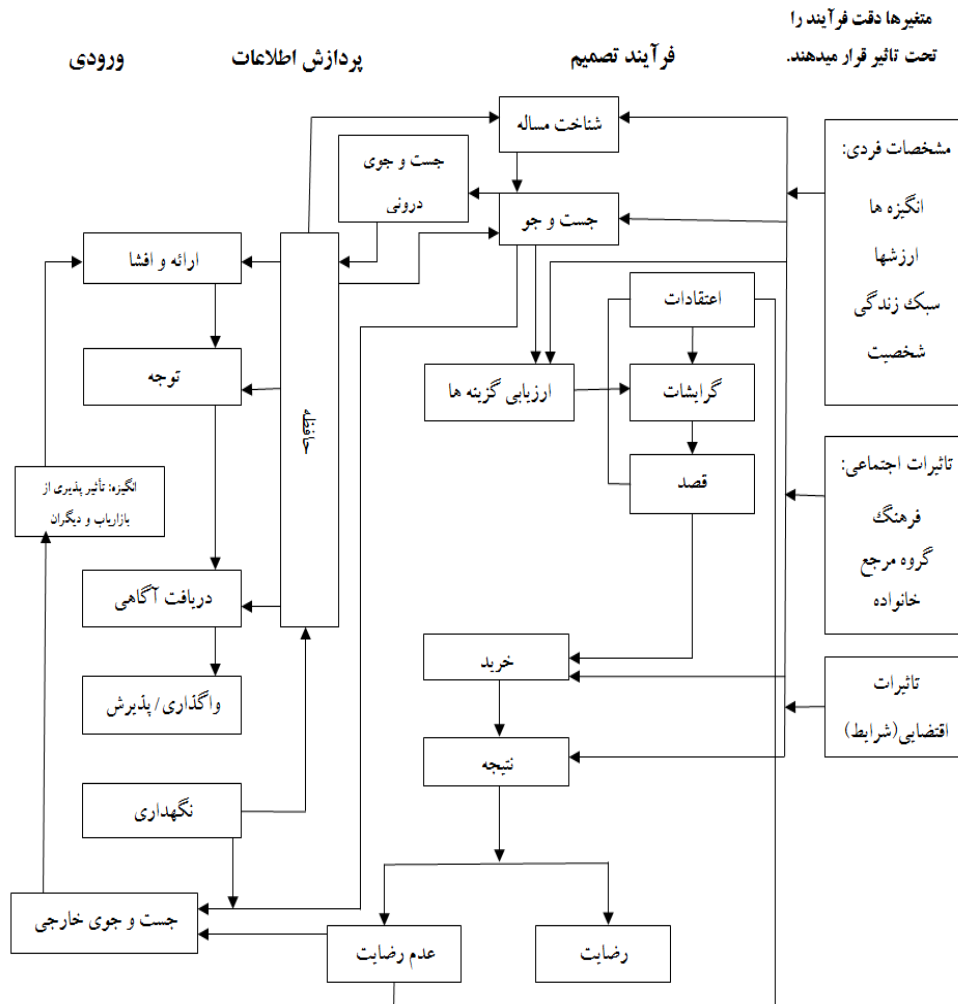 متغیرها دقت فرآیند را
تحت تاثیر قرار میدهند.
فرآیند تصمیم
پردازش اطلاعات
ورودی
شناخت مساله
جست و جوی
درونی
جست و جو
ارائه و افشا
اعتقادات
توجه
ارزیابی گزینه ها
گرایشات
حافظه
قصد
انگیزه: تأثیر پذیری از
بازاریاب و دیگران
دریافت آگاهی
خرید
واگذاری/ پذیرش
نتیجه
نگهداری
جست و جوی خارجی
عدم رضایت
رضایت
مشخصات فردی:
انگیزه ها
ارزشها
سبک زندگی
شخصیت
تاثیرات اجتماعی:
فرهنگ
گروه مرجع
خانواده
تاثیرات
اقتضایی(شرایط)